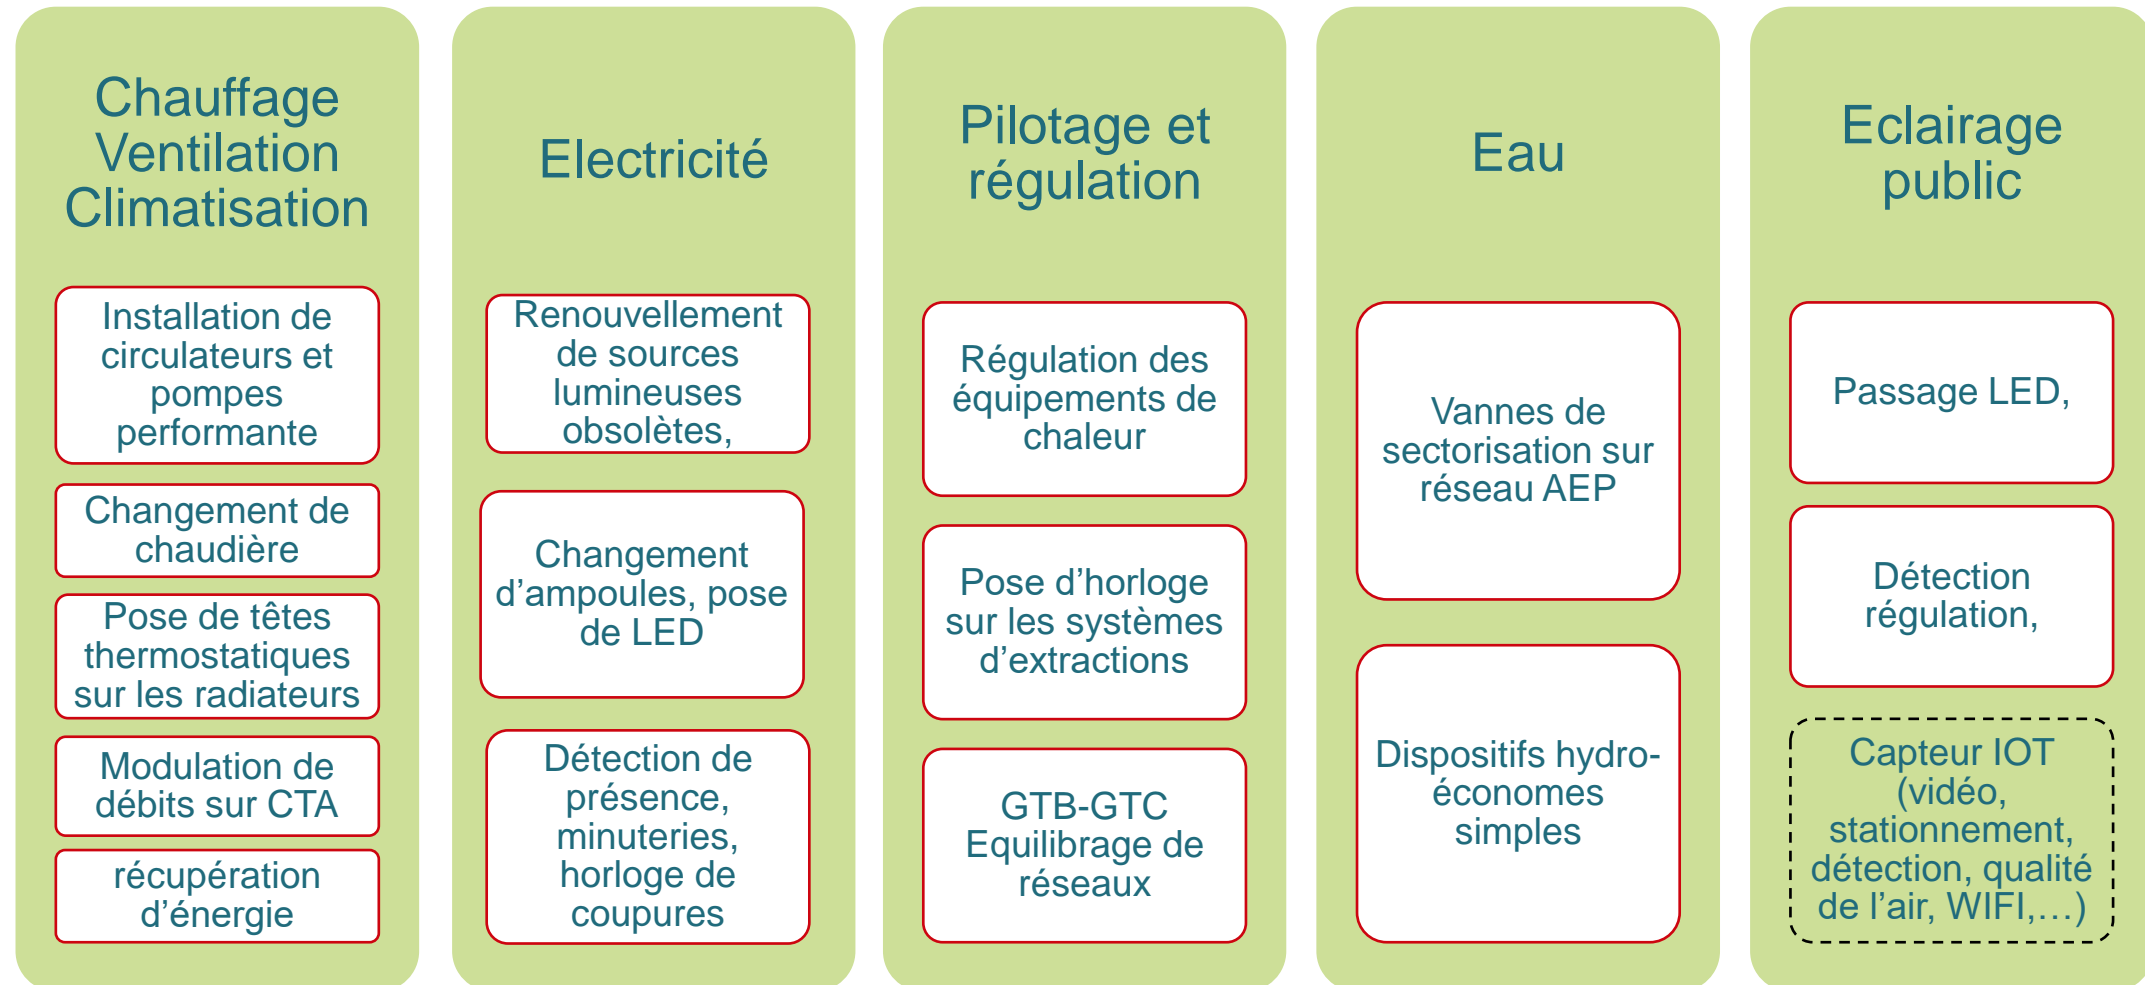 Chauffage
Ventilation
Climatisation
Installation de
circulateurs et
pompes
performante
Changement de
chaudière
Pose de têtes
thermostatiques
sur les radiateurs
Modulation de
débits sur CTA
récupération
d’énergie
Electricité
Renouvellement
de sources
lumineuses
obsolètes,
Changement
d’ampoules, pose
de LED
Détection de
présence,
minuteries,
horloge de
coupures
Pilotage et
régulation
Régulation des
équipements de
chaleur
Pose d’horloge
sur les systèmes
d’extractions
GTB-GTC
Equilibrage de
réseaux
Eau
Vannes de
sectorisation sur
réseau AEP
Dispositifs hydro-
économes
simples
Eclairage
public
Passage LED,
Détection
régulation,
Capteur IOT
(vidéo,
stationnement,
détection, qualité
de l’air, WIFI,…)